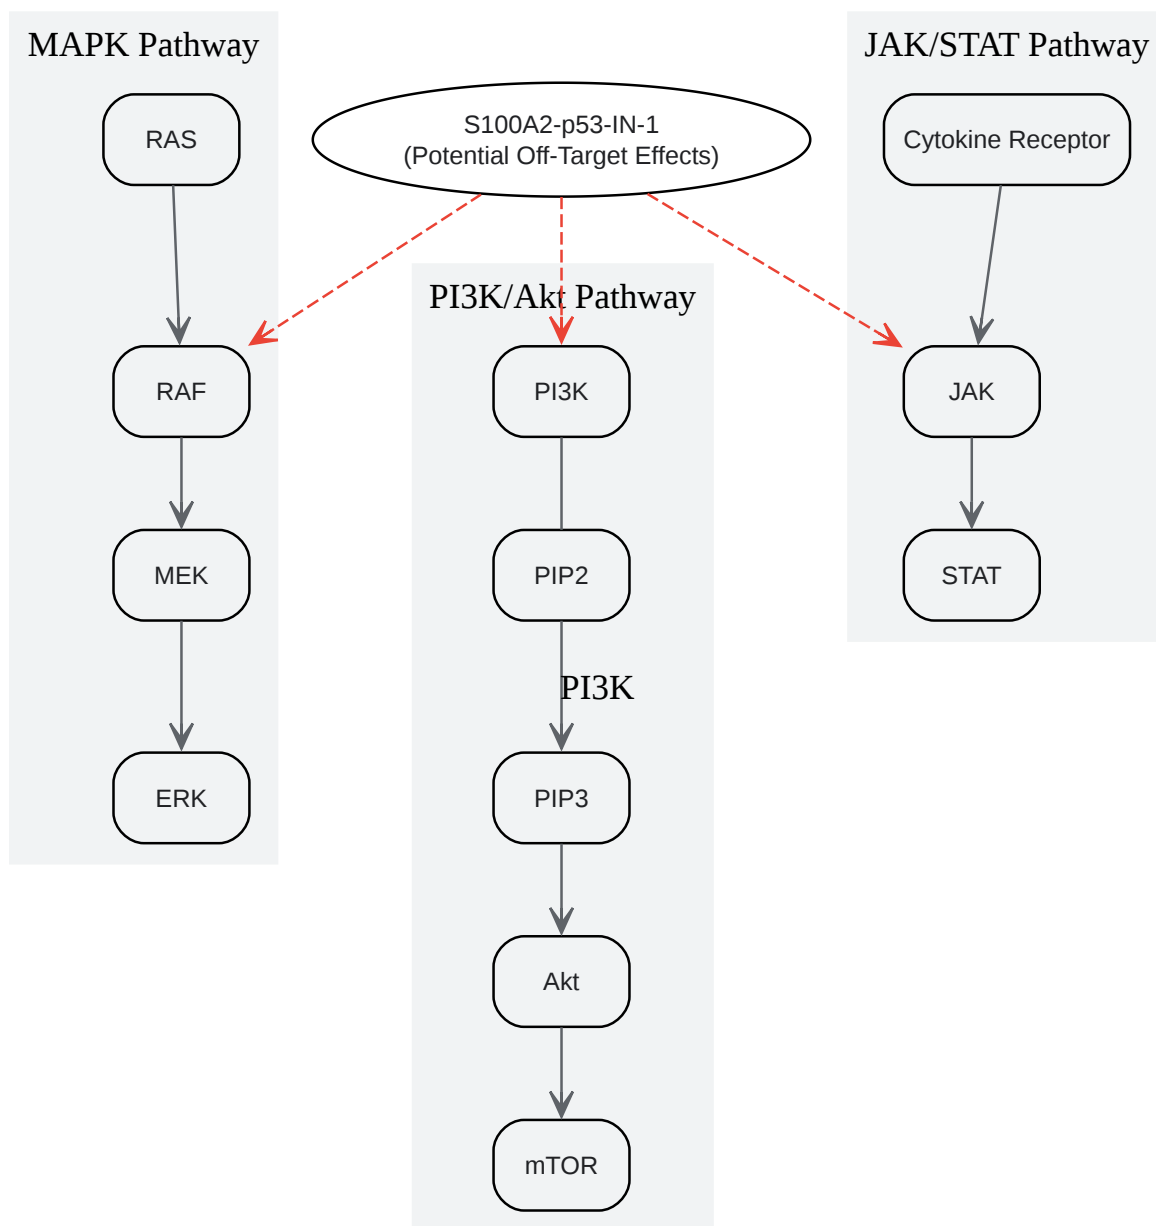 MAPK Pathway
JAK/STAT Pathway
RAS
S100A2-p53-IN-1
(Potential Off-Target Effects)
Cytokine Receptor
PI3K/Akt Pathway
RAF
PI3K
JAK
MEK
PIP2
STAT
PI3K
ERK
PIP3
Akt
mTOR